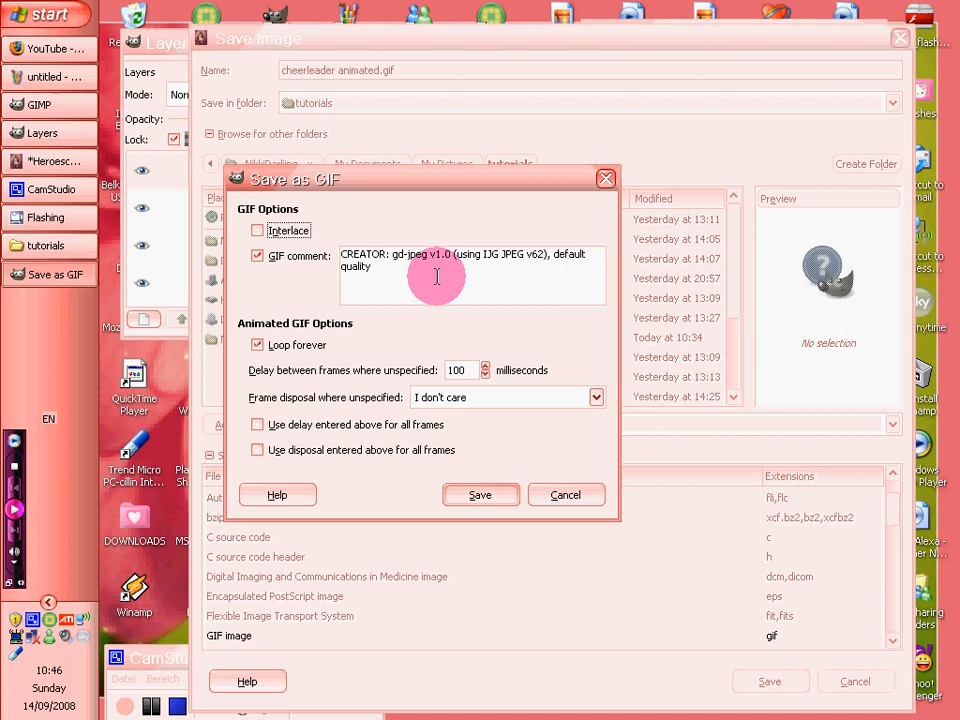 start
YouTube -...
untitled - ...
GIMP
Layers
*Heroesc...
CamStudio
Flashing
tutorials
Save as GIF
EN
10:46
Sunday
14/09/2008
Layer
Layers
Mode:
Opacity:
Lock:
QuickTime
Player
Trend Micro
PC-cillin Int...
DOWNLOADS
Winamp
CamStu
Datei Bereich
Save Image
Name: cheerleader animated.gif
Save in folder: tutorials
Browse for other folders
NikkiDarling My Documents My Pictures tutorials
Create Folder
Modified
Yesterday at 13:11
Yesterday at 14:05
Yesterday at 14:07
Yesterday at 20:57
Yesterday at 13:09
Yesterday at 13:27
Today at 10:34
Yesterday at 13:09
Yesterday at 13:13
Yesterday at 14:25
Preview
No selection
Save as GIF
GIF Options
Interlace
GIF comment: CREATOR: gd-jpeg v1.0 (using IJG JPEG v62), default
quality
Animated GIF Options
Loop forever
Delay between frames where unspecified: 100 milliseconds
Frame disposal where unspecified: I don't care
Use delay entered above for all frames
Use disposal entered above for all frames
Help Save Cancel
File Extensions
fli,flc
xcf.bz2,bz2,xcfbz2
C source code c
C source code header h
Digital Imaging and Communications in Medicine image dcm,dicom
Encapsulated PostScript image eps
Flexible Image Transport System fit,fits
GIF image gif
Help Save Cancel